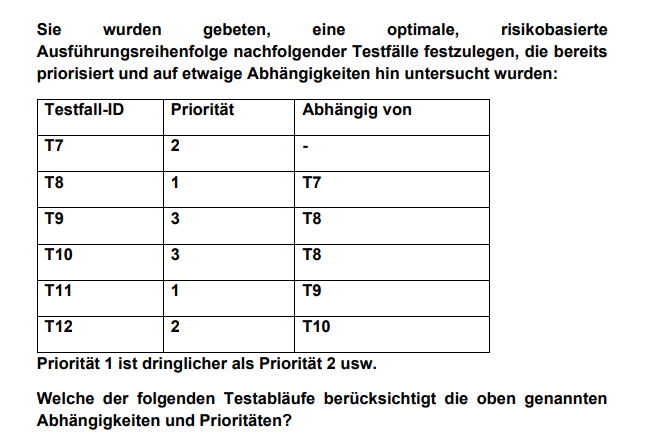 Sie wurden gebeten, eine optimale, risikobasierte
Ausführungsreihenfolge nachfolgender Testfälle festzulegen, die bereits
priorisiert und auf etwaige Abhängigkeiten hin untersucht wurden:
Testfall-ID Priorität Abhängig von
T7 2 -
T8 1 T7
T9 3 T8
T10 3 T8
T11 1 T9
T12 2 T10
Priorität 1 ist dringlicher als Priorität 2 usw.
Welche der folgenden Testabläufe berücksichtigt die oben genannten
Abhängigkeiten und Prioritäten?